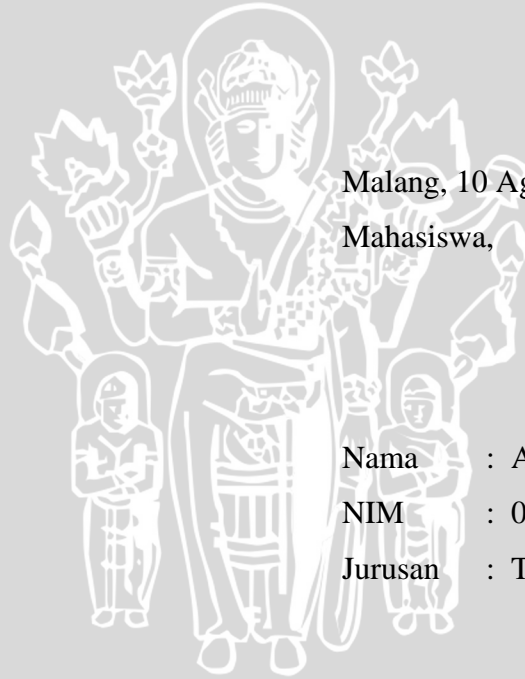 Malang, 10 Ag
Mahasiswa,
Nama : A
NIM : 0
Jurusan : T